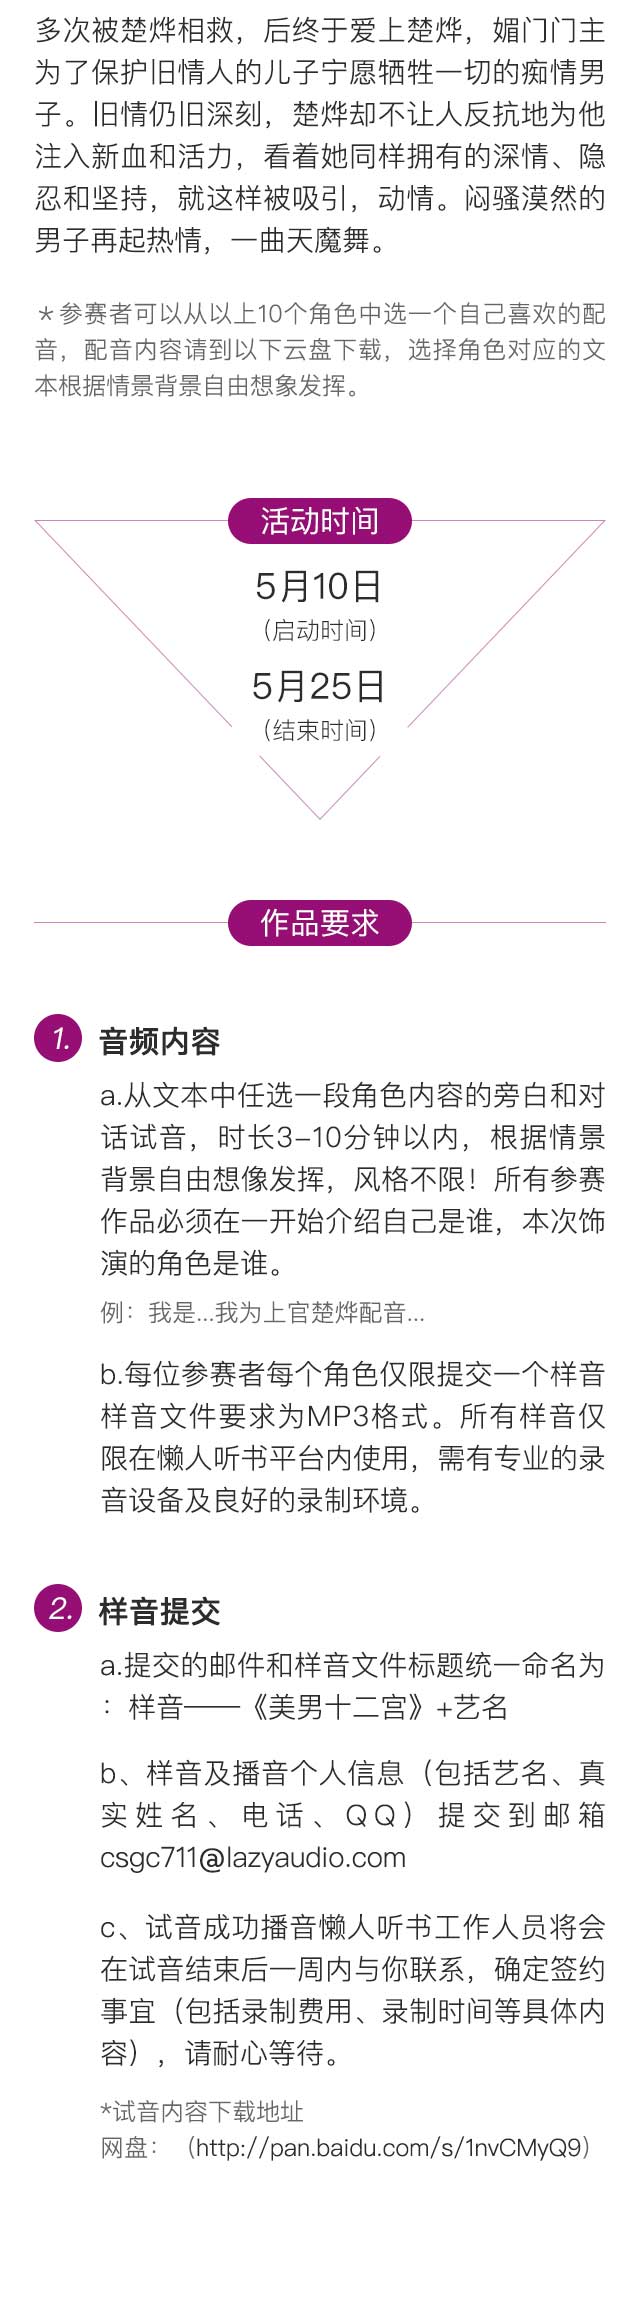 多次被楚烨相救，后终于爱上楚烨，媚门门主
为了保护旧情人的儿子宁愿牺牲一切的痴情男
子。旧情仍旧深刻，楚烨却不让人反抗地为他
注入新血和活力，看着她同样拥有的深情、隐
忍和坚持，就这样被吸引，动情。闷骚漠然的
男子再起热情，一曲天魔舞。
＊参赛者可以从以上10个角色中选一个自己喜欢的配
音，配音内容请到以下云盘下载，选择角色对应的文
本根据情景背景自由想象发挥。
活动时间
5月10日
（启动时间）
5月25日
（结束时间）
作品要求
1. 音频内容
a.从文本中任选一段角色内容的旁白和对
话试音，时长3-10分钟以内，根据情景
背景自由想像发挥，风格不限！所有参赛
作品必须在一开始介绍自己是谁，本次饰
演的角色是谁。
例：我是...我为上官楚烨配音...
b.每位参赛者每个角色仅限提交一个样音
样音文件要求为MP3格式。所有样音仅
限在懒人听书平台内使用，需有专业的录
音设备及良好的录制环境。
2. 样音提交
a.提交的邮件和样音文件标题统一命名为
：样音——《美男十二宫》+艺名
b、样音及播音个人信息（包括艺名、真
实姓名、电话、QQ）提交到邮箱
csgc711@lazyaudio.com
c、试音成功播音懒人听书工作人员将会
在试音结束后一周内与你联系，确定签约
事宜（包括录制费用、录制时间等具体内
容），请耐心等待。
*试音内容下载地址
网盘：（http://pan.baidu.com/s/1nvCMyQ9）